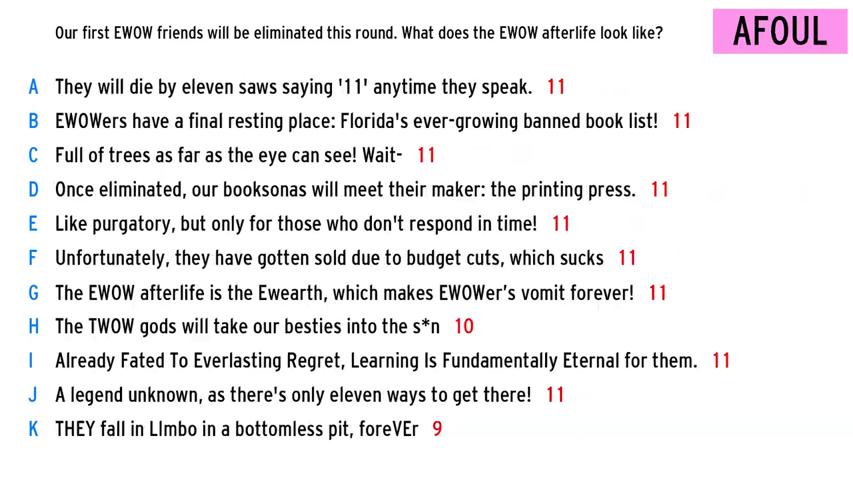 Our first EWOW friends will be eliminated this round. What does the EWOW afterlife look like?
AFOUL
A They will die by eleven saws saying '11' anytime they speak. 11
B EWOWers have a final resting place: Florida's ever-growing banned book list! 11
C Full of trees as far as the eye can see! Wait- 11
D Once eliminated, our booksonas will meet their maker: the printing press. 11
E Like purgatory, but only for those who don't respond in time! 11
F Unfortunately, they have gotten sold due to budget cuts, which sucks 11
G The EWOW afterlife is the Ewearth, which makes EWOWer's vomit forever! 11
H The TWOW gods will take our besties into the s*n 10
I Already Fated To Everlasting Regret, Learning Is Fundamentally Eternal for them. 11
J A legend unknown, as there's only eleven ways to get there! 11
K THEY fall in LImbo in a bottomless pit, foreVEr 9